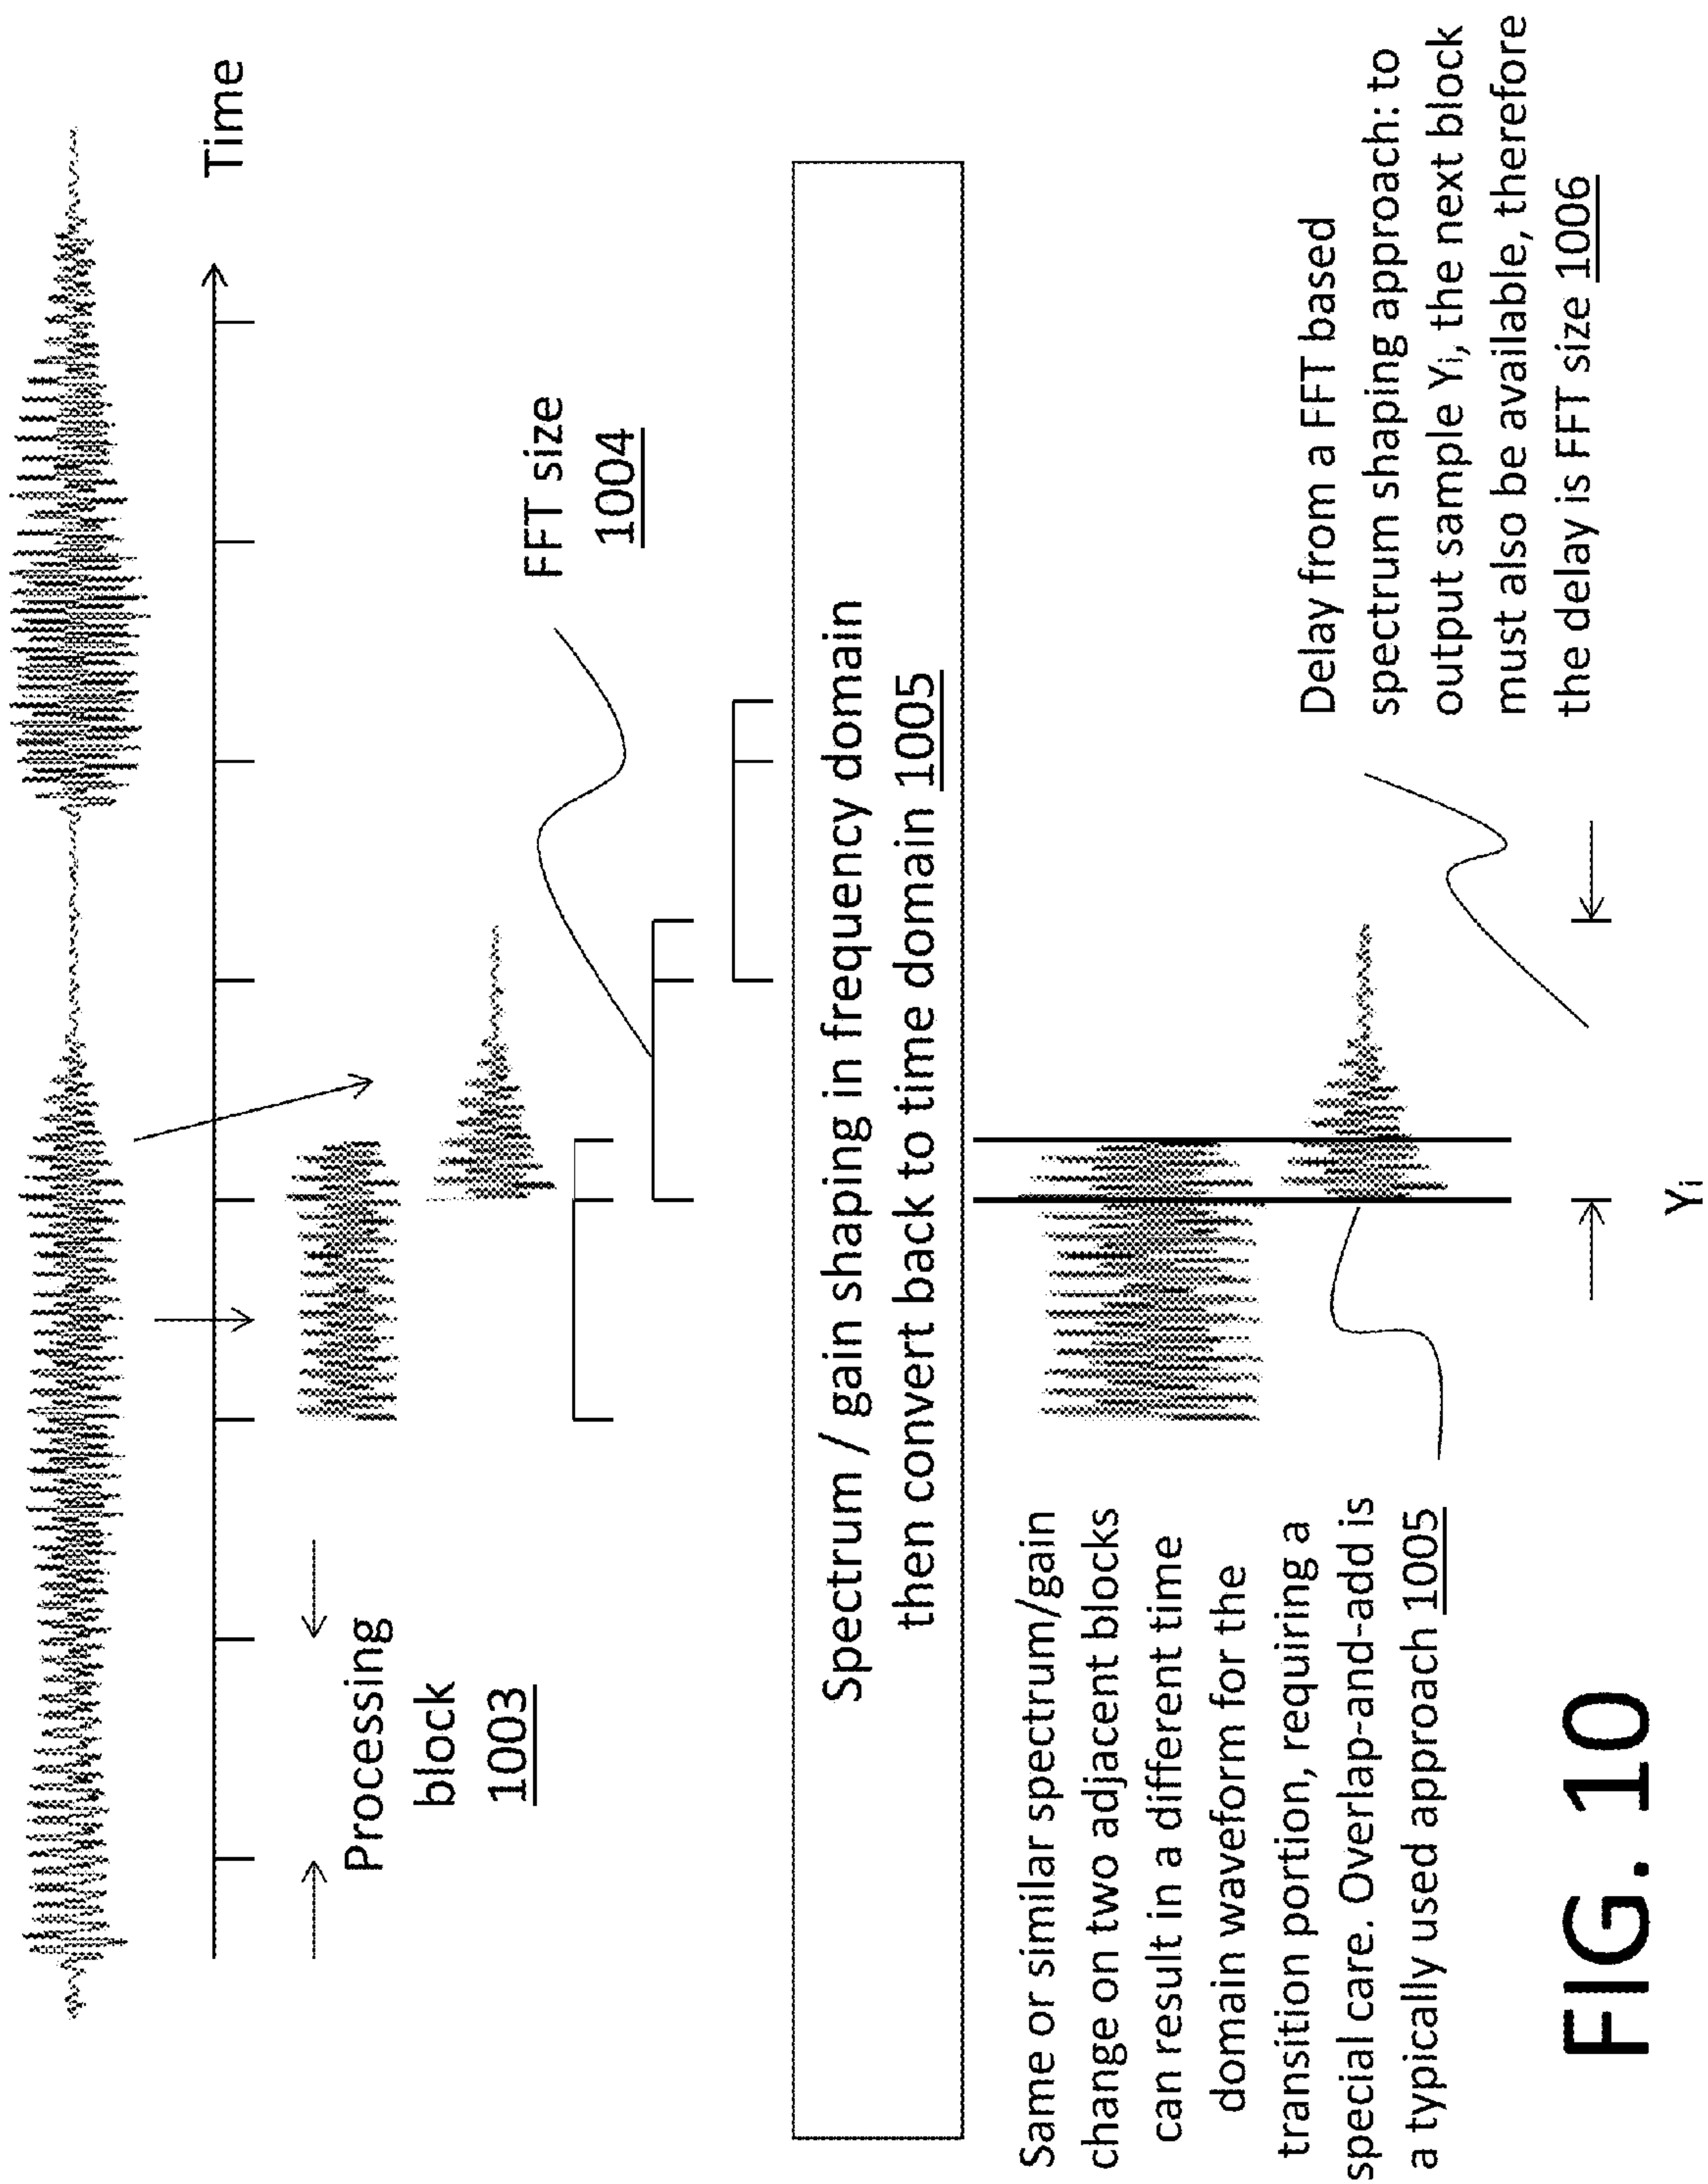 Time
Processing
block
1003
FFT size
1004
Spectrum / gain shaping in frequency domain
then convert back to time domain 1005
Same or similar spectrum/gain
change on two adjacent blocks
can result in a different time
domain waveform for the
transition portion, requiring a
special care. Overlap-and-add is
a typically used approach 1005
Delay from a FFT based
spectrum shaping approach: to
output sample Yi, the next block
must also be available, therefore
the delay is FFT size 1006
Yi
FIG. 10